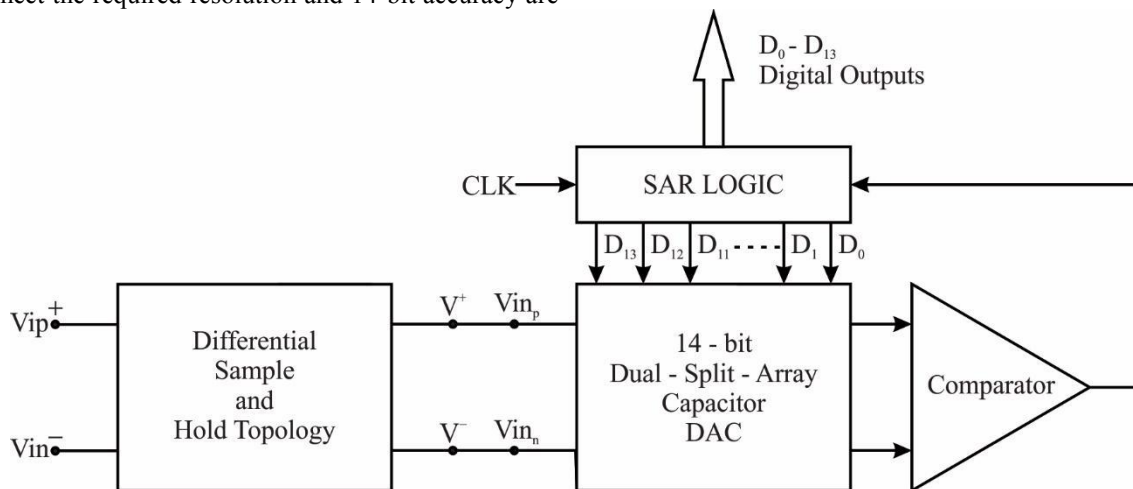 meet the required resolution and 14-bit accuracy are
D₀ - D₁₃
Digital Outputs
CLK
SAR LOGIC
D₁₃ D₁₂ D₁₁ ---- D₁ D₀
Vip+
V⁺ Vinₚ
Differential
Sample
and
Hold Topology
14 - bit
Dual - Split - Array
Capacitor
DAC
Comparator
Vin−
V⁻ Vinₙ